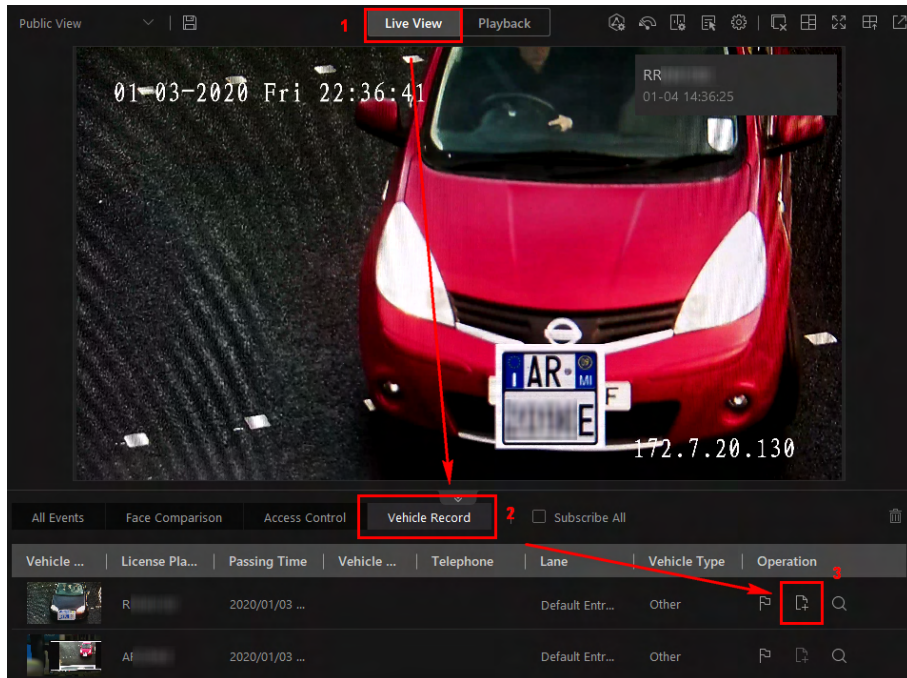 Public View
1
Live View
Playback
01-03-2020 Fri 22:36:41
RR
01-04 14:36:25
I AR MI
F
E
172.7.20.130
All Events Face Comparison Access Control Vehicle Record 2 Subscribe All
Vehicle ... License Pla... Passing Time Vehicle ... Telephone Lane Vehicle Type Operation
3
R 2020/01/03 ... Default Entr... Other
AF 2020/01/03 ... Default Entr... Other